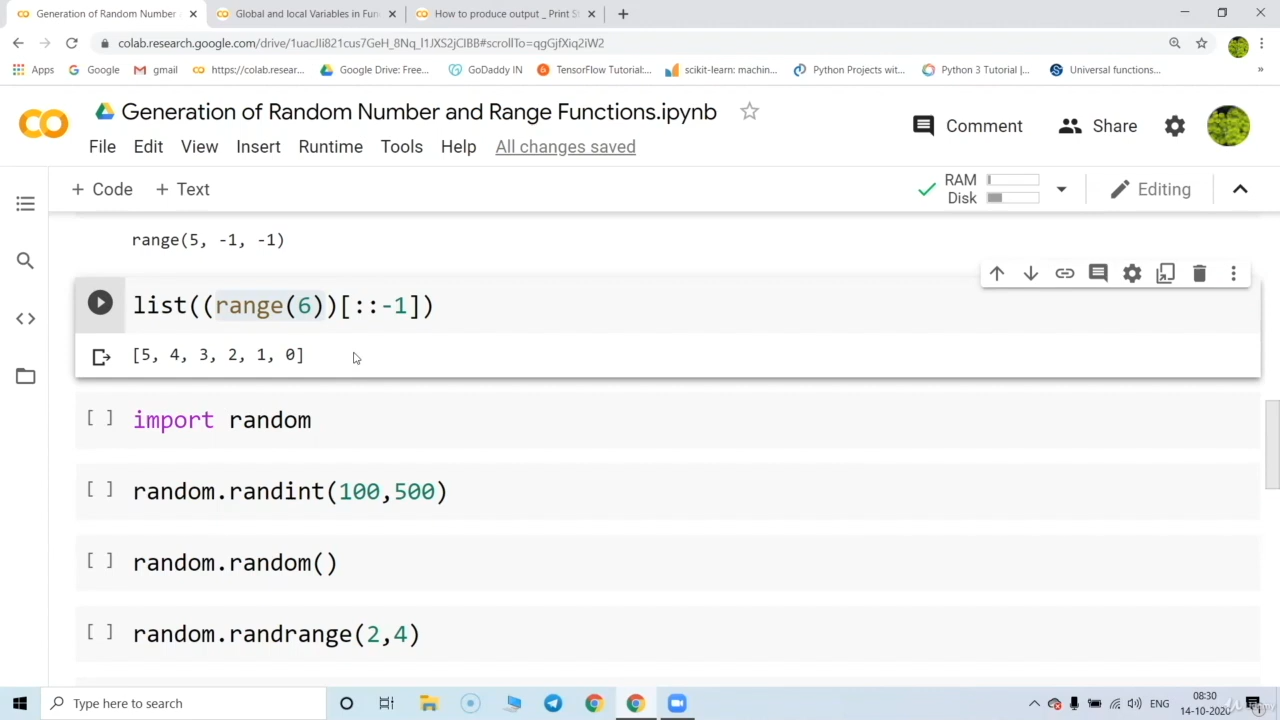 Generation of Random Number
Global and local Variables in Fun
How to produce output _ Print S
colab.research.google.com/drive/1uacJIi821cus7GeH_8Nq_l1JXS2jCIBB#scrollTo=qgGjfXiq2iW2
Apps
Google
gmail
https://colab.resear...
Google Drive: Free...
GoDaddy IN
TensorFlow Tutorial:...
scikit-learn: machin...
Python Projects wit...
Python 3 Tutorial |...
Universal functions...
»
CO
Generation of Random Number and Range Functions.ipynb
Comment
Share
File Edit View Insert Runtime Tools Help All changes saved
+ Code + Text
RAM
Disk
Editing
range(5, -1, -1)
list((range(6))[::-1])
[5, 4, 3, 2, 1, 0]
[ ] import random
[ ] random.randint(100,500)
[ ] random.random()
[ ] random.randrange(2,4)
Type here to search
ENG
08:30
14-10-2020